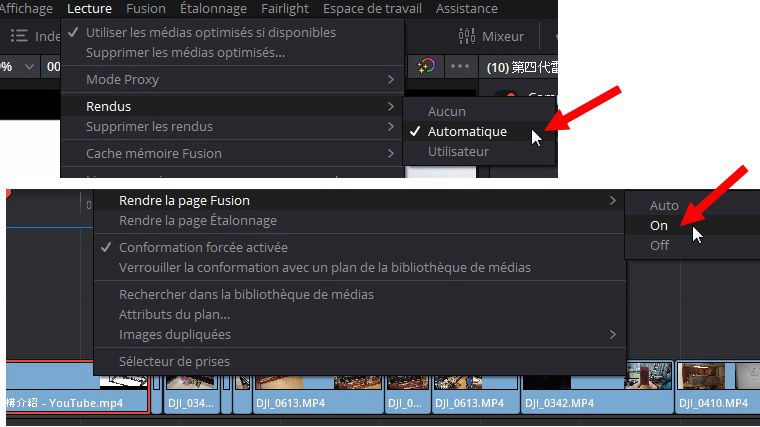 Affichage Lecture Fusion Étalonnage Fairlight Espace de travail Assistance
Inde
Utiliser les médias optimisés si disponibles
Mixeur
Supprimer les médias optimisés...
0% 00
(10) 第四代雷
Mode Proxy
Rendus
Aucun
Supprimer les rendus
Automatique
Cache mémoire Fusion
Utilisateur
Rendre la page Fusion
Auto
Rendre la page Étalonnage
On
Conformation forcée activée
Off
Verrouiller la conformation avec un plan de la bibliothèque de médias
Rechercher dans la bibliothèque de médias
Attributs du plan...
Images dupliquées
Sélecteur de prises
介紹 - YouTube.mp4 DJI_034... DJI_0613.MP4 DJI_0... DJI_0613.MP4 DJI_0342.MP4 DJI_0410.MP4